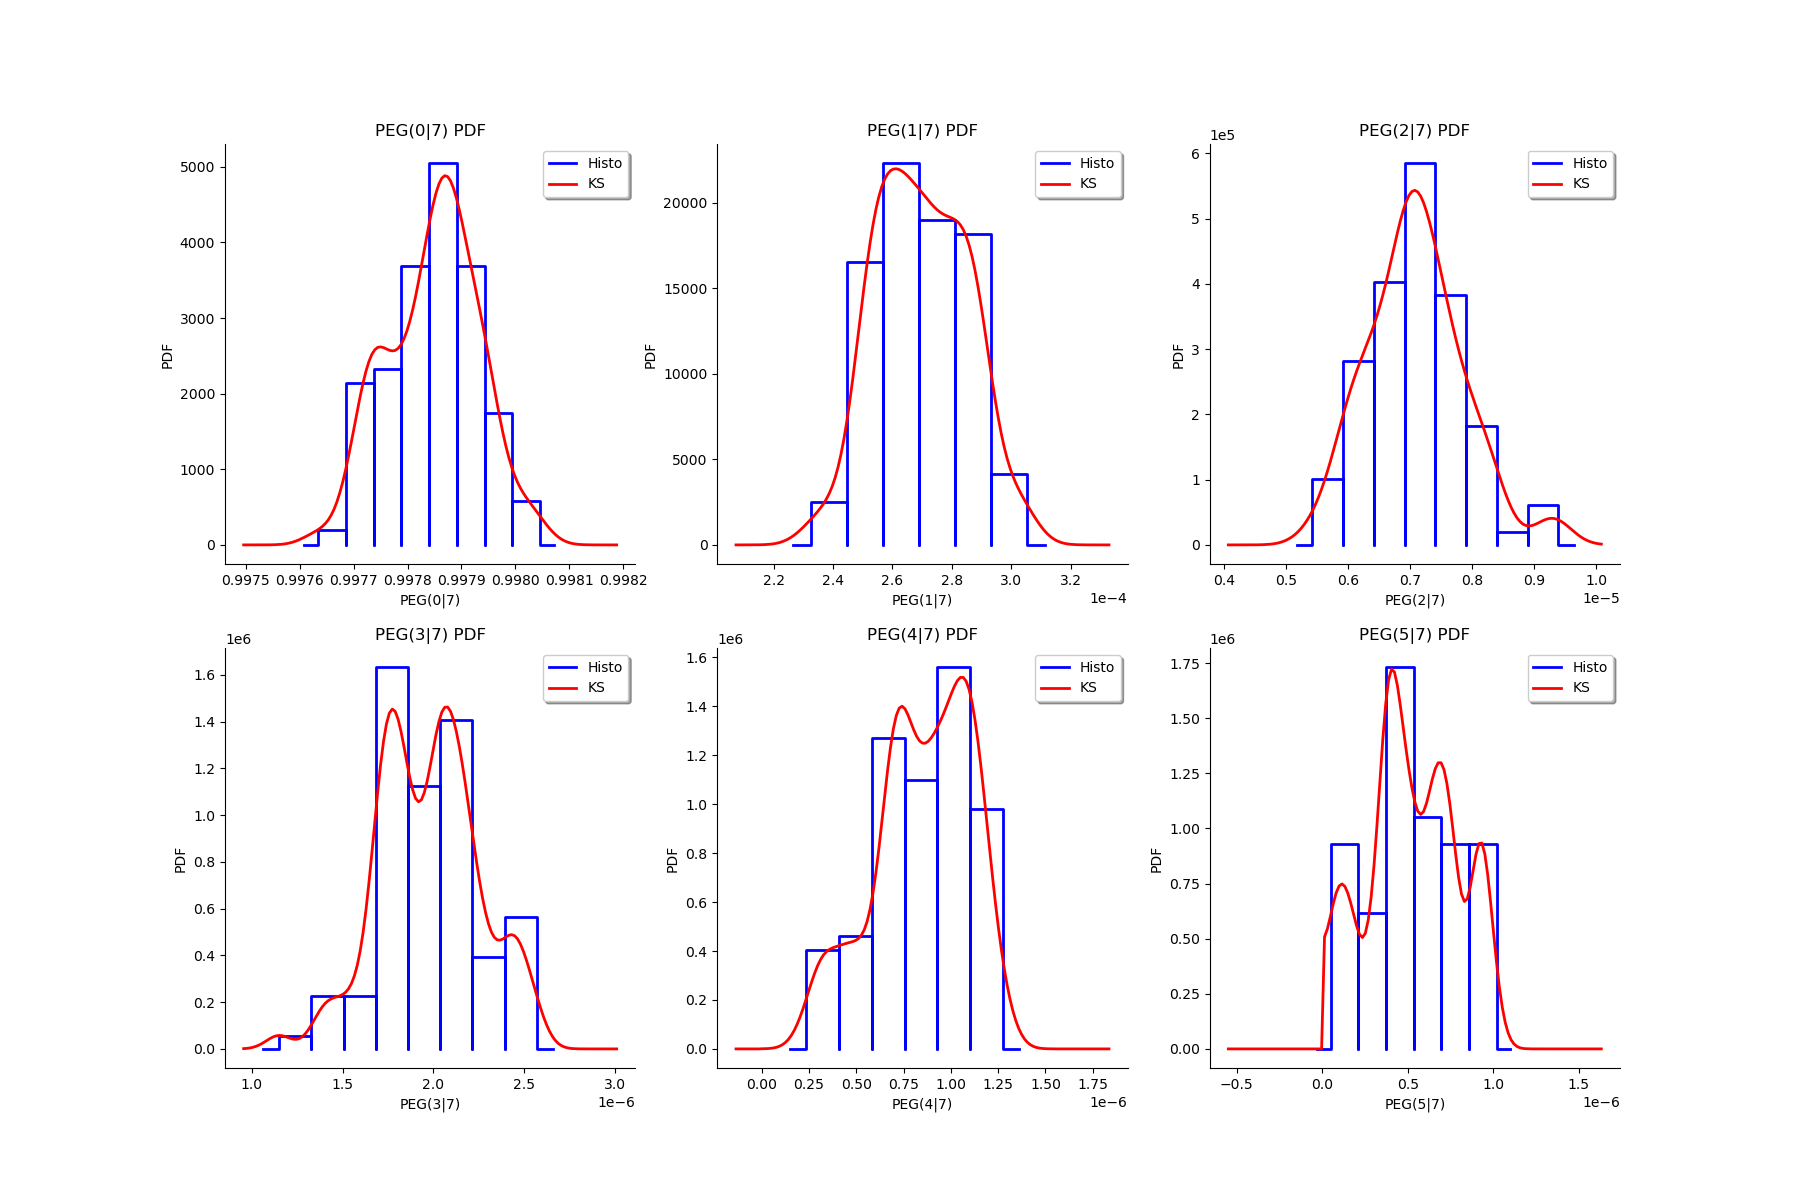 PEG(0|7) PDF
Histo
KS
5000
4000
3000
2000
1000
0
PDF
0.9975 0.9976 0.9977 0.9978 0.9979 0.9980 0.9981 0.9982
PEG(0|7)
PEG(1|7) PDF
Histo
KS
20000
15000
10000
5000
0
PDF
2.2 2.4 2.6 2.8 3.0 3.2
PEG(1|7)
1e−4
PEG(2|7) PDF
1e5
Histo
KS
6
5
4
3
2
1
0
PDF
0.4 0.5 0.6 0.7 0.8 0.9 1.0
PEG(2|7)
1e−5
PEG(3|7) PDF
1e6
Histo
KS
1.6
1.4
1.2
1.0
0.8
0.6
0.4
0.2
0.0
PDF
1.0 1.5 2.0 2.5 3.0
PEG(3|7)
1e−6
PEG(4|7) PDF
1e6
Histo
KS
1.6
1.4
1.2
1.0
0.8
0.6
0.4
0.2
0.0
PDF
0.00 0.25 0.50 0.75 1.00 1.25 1.50 1.75
PEG(4|7)
1e−6
PEG(5|7) PDF
1e6
Histo
KS
1.75
1.50
1.25
1.00
0.75
0.50
0.25
0.00
PDF
−0.5 0.0 0.5 1.0 1.5
PEG(5|7)
1e−6